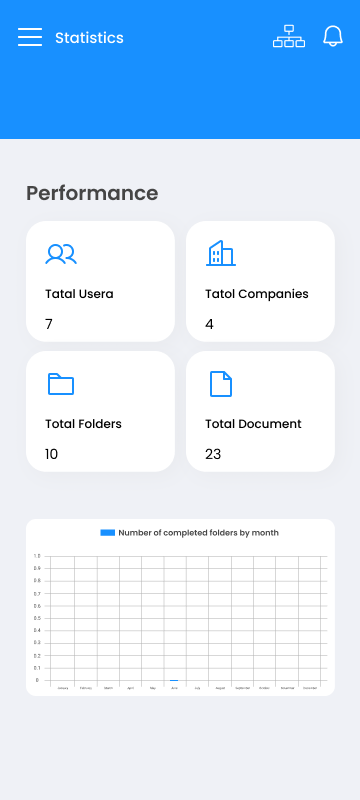 Statistics
Performance
Tatal Usera
7
Tatol Companies
4
Total Folders
10
Total Document
23
Number of completed folders by month
1.0
0.9
0.8
0.7
0.6
0.5
0.4
0.3
0.2
0.1
0
January February March April May June July August September October November December